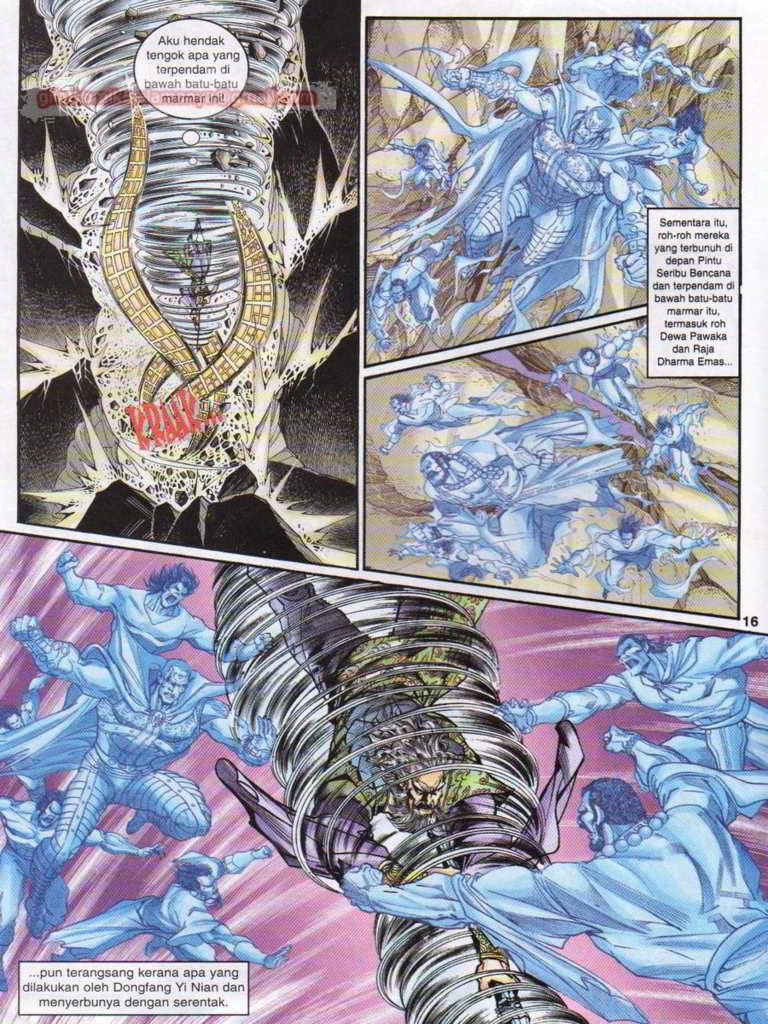 Aku hendak
tengok apa yang
terpendam di
bawah batu-batu
marmar ini!
KRAAK...
Sementara itu,
roh-roh mereka
yang terbunuh di
depan Pintu
Seribu Bencana
dan terpendam di
bawah batu-batu
marmar itu,
termasuk roh
Dewa Pawaka
dan Raja
Dharma Emas...
16
...pun terangsang kerana apa yang
dilakukan oleh Dongfang Yi Nian dan
menyerbunya dengan serentak.